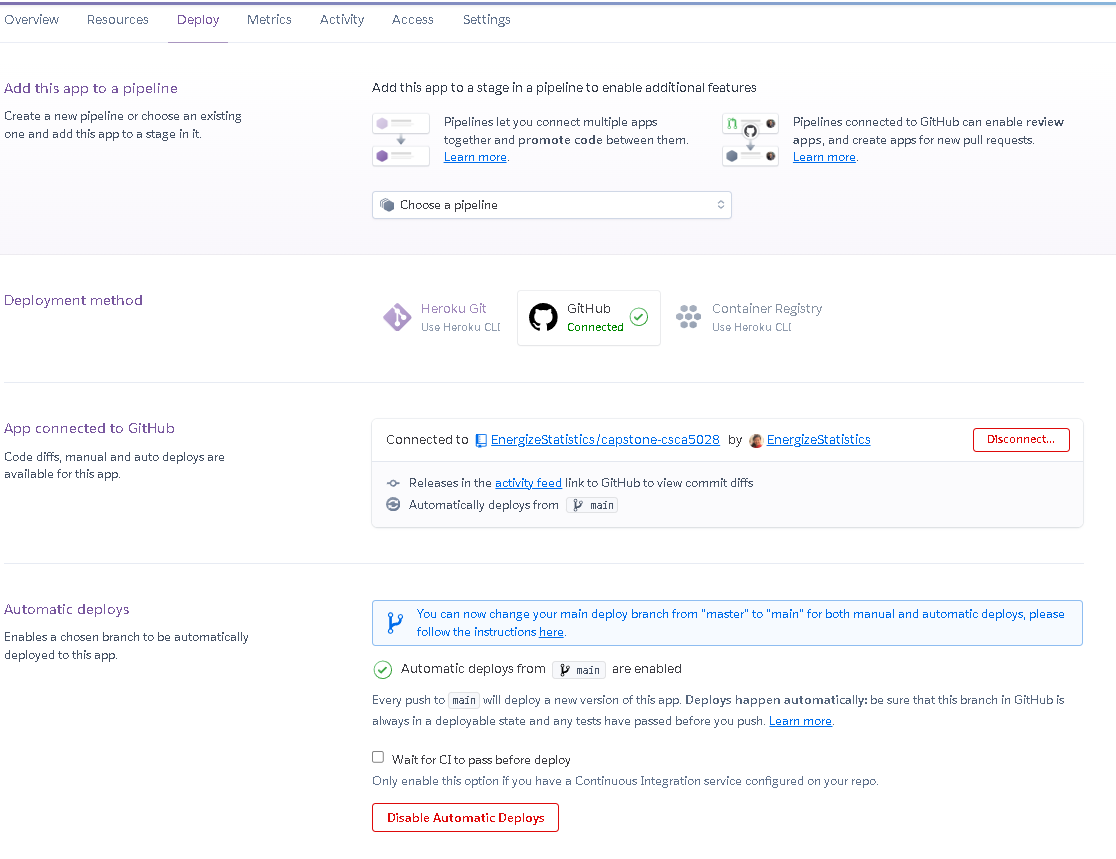 Overview Resources Deploy Metrics Activity Access Settings
Add this app to a pipeline
Create a new pipeline or choose an existing
one and add this app to a stage in it.
Add this app to a stage in a pipeline to enable additional features
Pipelines let you connect multiple apps
together and promote code between them.
Learn more.
Pipelines connected to GitHub can enable review
apps, and create apps for new pull requests.
Learn more.
Choose a pipeline
Deployment method
Heroku Git
Use Heroku CLI
GitHub
Connected
Container Registry
Use Heroku CLI
App connected to GitHub
Code diffs, manual and auto deploys are
available for this app.
Connected to EnergizeStatistics/capstone-csca5028 by EnergizeStatistics
Disconnect...
Releases in the activity feed link to GitHub to view commit diffs
Automatically deploys from main
Automatic deploys
Enables a chosen branch to be automatically
deployed to this app.
You can now change your main deploy branch from "master" to "main" for both manual and automatic deploys, please
follow the instructions here.
Automatic deploys from main are enabled
Every push to main will deploy a new version of this app. Deploys happen automatically: be sure that this branch in GitHub is
always in a deployable state and any tests have passed before you push. Learn more.
Wait for CI to pass before deploy
Only enable this option if you have a Continuous Integration service configured on your repo.
Disable Automatic Deploys